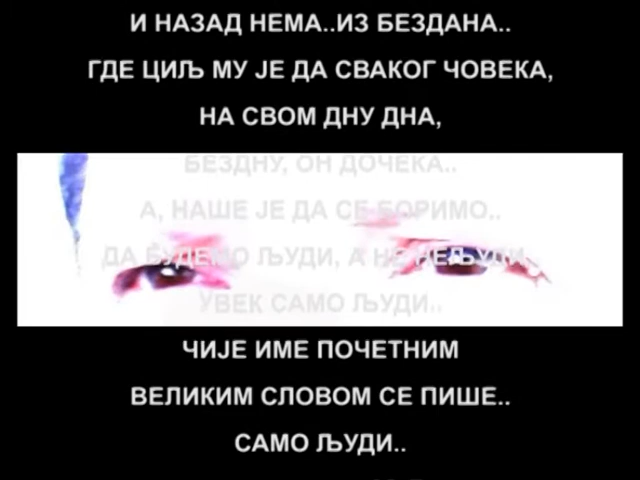 И НАЗАД НЕМА..ИЗ БЕЗДАНА..
ГДЕ ЦИЉ МУ ЈЕ ДА СВАКОГ ЧОВЕКА,
НА СВОМ ДНУ ДНА,
БЕЗДНУ, ОН ДОЧЕКА..
А, НАШЕ ЈЕ ДА СЕ БОРИМО..
ДА БУДЕМО ЉУДИ, А НЕ НЕЉУДИ..
УВЕК САМО ЉУДИ..
ЧИЈЕ ИМЕ ПОЧЕТНИМ
ВЕЛИКИМ СЛОВОМ СЕ ПИШЕ..
САМО ЉУДИ..